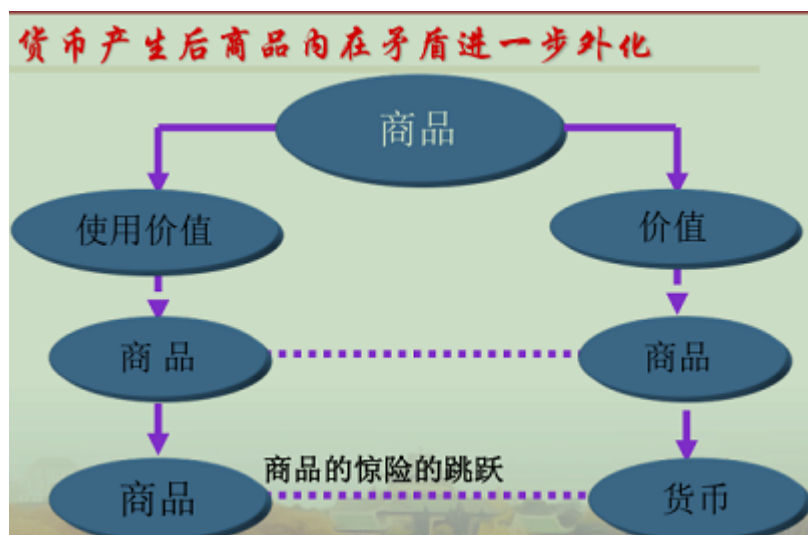 货币产生后商品内在矛盾进一步外化
商品
使用价值
价值
商 品
商品
商品的惊险的跳跃
商品
货币